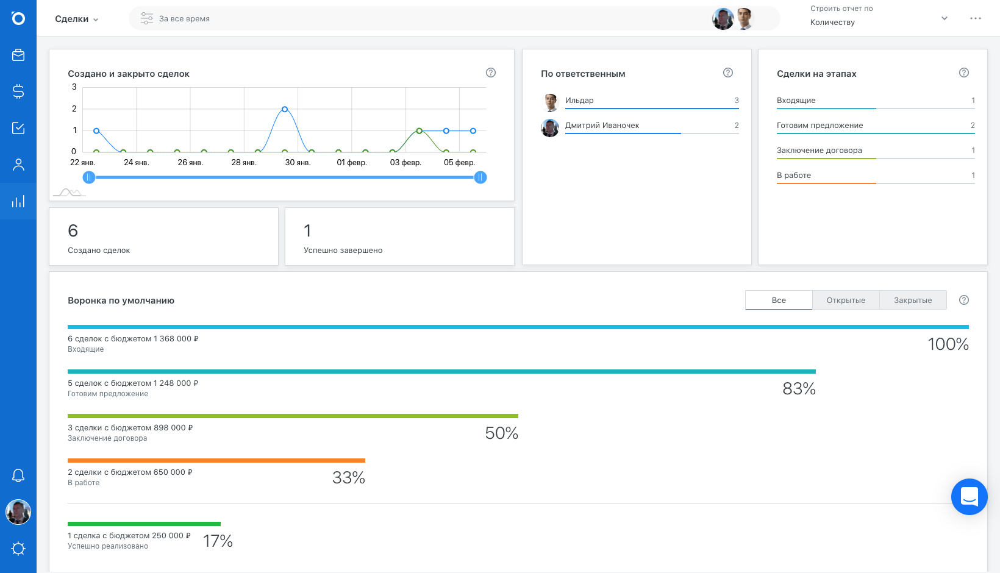 Сделки
За все время
Строить отчет по
Количеству
Создано и закрыто сделок
3
2
1
0
22 янв.
24 янв.
26 янв.
28 янв.
30 янв.
01 февр.
03 февр.
05 февр.
6
Создано сделок
1
Успешно завершено
По ответственным
Ильдар 3
Дмитрий Иваночек 2
Сделки на этапах
Входящие 1
Готовим предложение 2
Заключение договора 1
В работе 1
Воронка по умолчанию
Все
Открытые
Закрытые
6 сделок с бюджетом 1 368 000 ₽
Входящие
100%
5 сделок с бюджетом 1 248 000 ₽
Готовим предложение
83%
3 сделки с бюджетом 898 000 ₽
Заключение договора
50%
2 сделки с бюджетом 650 000 ₽
В работе
33%
1 сделка с бюджетом 250 000 ₽
Успешно реализовано
17%